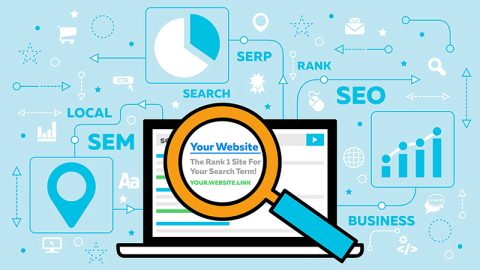 SERP
RANK
CTA
SEARCH
SEO
LOCAL
SEM
Your Website
The Rank 1 Site For
Your Search Term!
YOUR.WEBSITE.LINK
Aa
BUSINESS